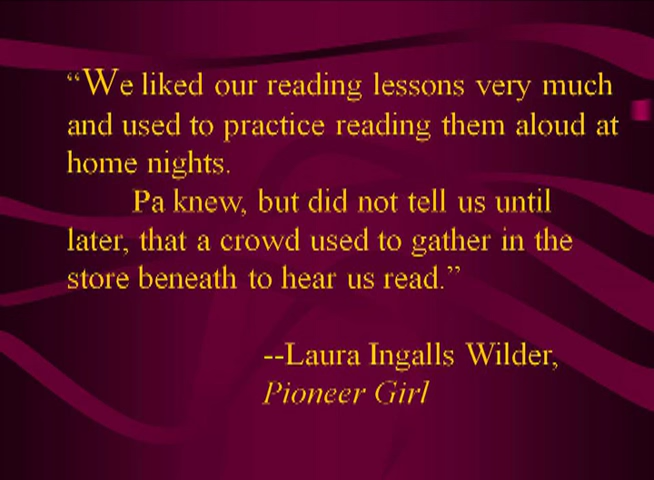 “We liked our reading lessons very much
and used to practice reading them aloud at
home nights.
Pa knew, but did not tell us until
later, that a crowd used to gather in the
store beneath to hear us read.”
--Laura Ingalls Wilder,
Pioneer Girl